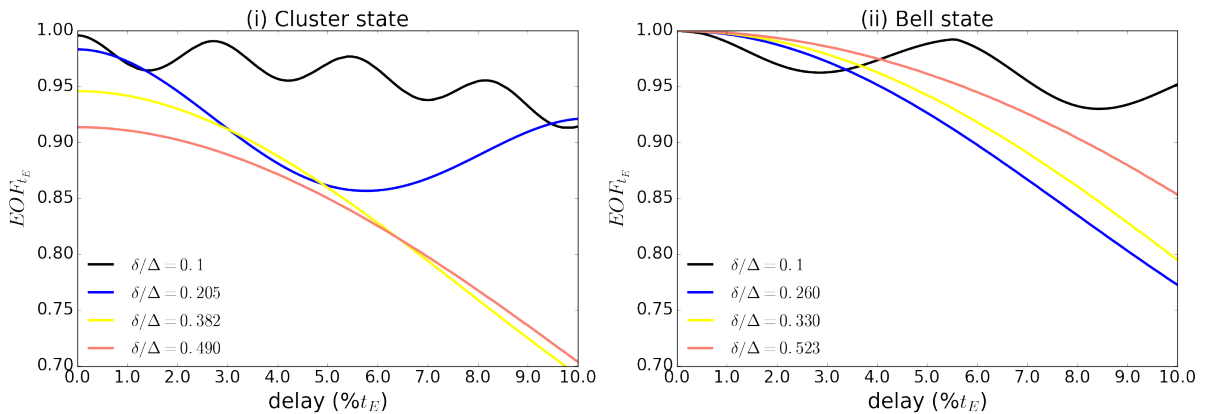 (i) Cluster state
1.00
0.95
0.90
0.85
0.80
0.75
0.70
EOF_{t_E}
δ/Δ = 0.1
δ/Δ = 0.205
δ/Δ = 0.382
δ/Δ = 0.490
0.0 1.0 2.0 3.0 4.0 5.0 6.0 7.0 8.0 9.0 10.0
delay (%t_E)
(ii) Bell state
1.00
0.95
0.90
0.85
0.80
0.75
0.70
EOF_{t_E}
δ/Δ = 0.1
δ/Δ = 0.260
δ/Δ = 0.330
δ/Δ = 0.523
0.0 1.0 2.0 3.0 4.0 5.0 6.0 7.0 8.0 9.0 10.0
delay (%t_E)